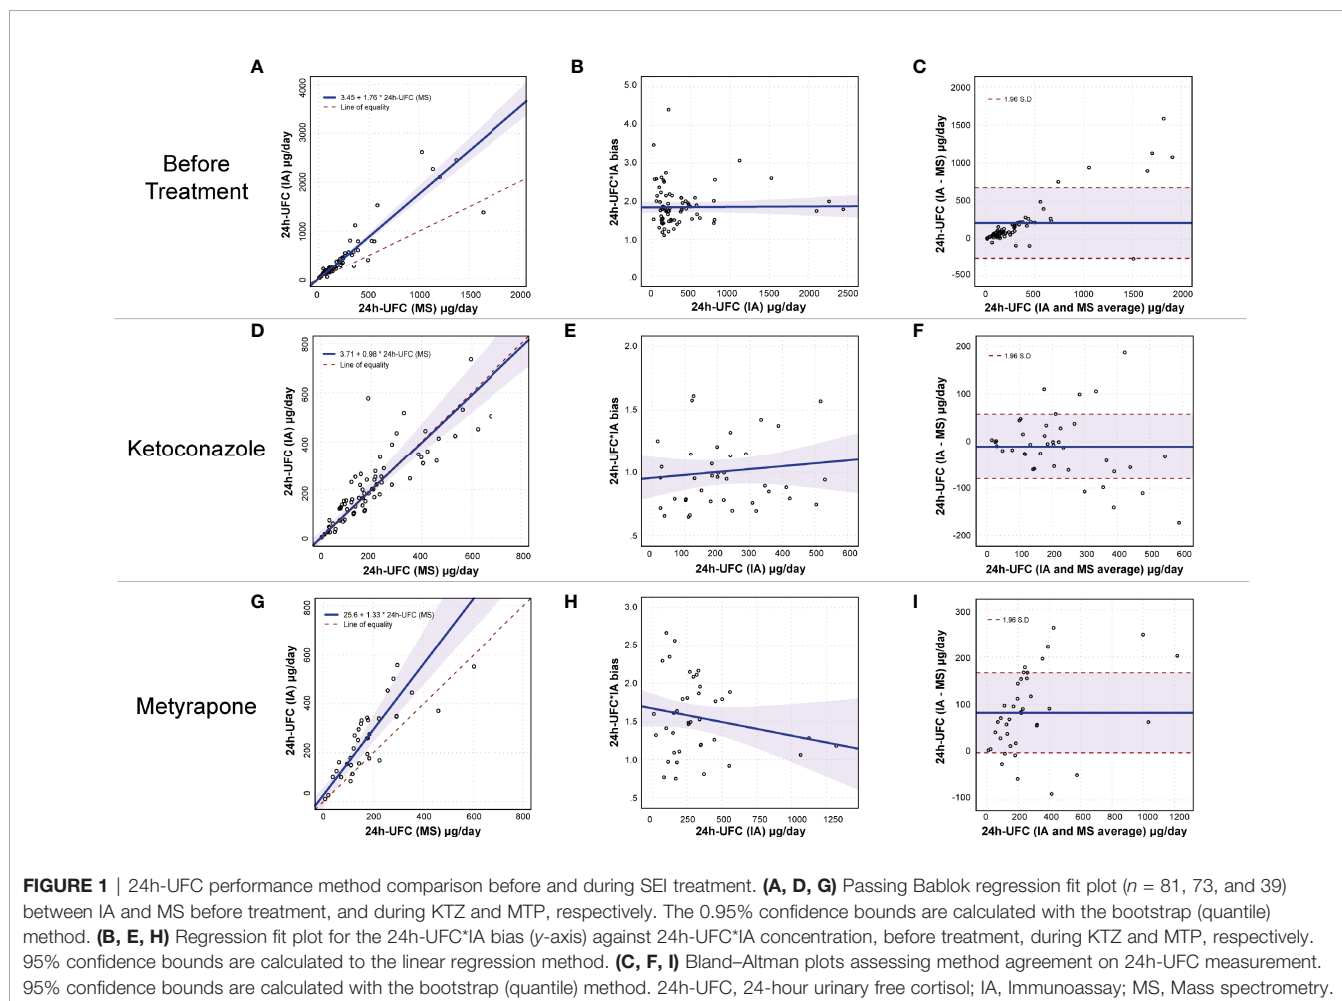 A
B
C
Before
Treatment
24h-UFC (IA) µg/day
4000
3000
2000
1000
0
3.45 + 1.76 * 24h-UFC (MS)
Line of equality
0 500 1000 1500 2000
24h-UFC (MS) µg/day
24h-UFC*IA bias
5.0
4.0
3.0
2.0
1.0
.0
0 500 1000 1500 2000 2500
24h-UFC (IA) µg/day
24h-UFC (IA - MS) µg/day
2000
1500
1000
500
0
-500
1.96 S.D
0 500 1000 1500 2000
24h-UFC (IA and MS average) µg/day
D
E
F
Ketoconazole
24h-UFC (IA) µg/day
800
600
400
200
0
3.71 + 0.98 * 24h-UFC (MS)
Line of equality
0 200 400 600 800
24h-UFC (MS) µg/day
24h-UFC*IA bias
2.0
1.5
1.0
.5
0 100 200 300 400 500 600
24h-UFC (IA) µg/day
24h-UFC (IA - MS) µg/day
200
100
0
-100
-200
1.96 S.D
0 100 200 300 400 500 600
24h-UFC (IA and MS average) µg/day
G
H
I
Metyrapone
24h-UFC (IA) µg/day
800
600
400
200
0
25.6 + 1.33 * 24h-UFC (MS)
Line of equality
0 200 400 600 800
24h-UFC (MS) µg/day
24h-UFC*IA bias
3.0
2.5
2.0
1.5
1.0
.5
0 250 500 750 1000 1250
24h-UFC (IA) µg/day
24h-UFC (IA - MS) µg/day
300
200
100
0
-100
1.96 S.D
0 200 400 600 800 1000 1200
24h-UFC (IA and MS average) µg/day
FIGURE 1 | 24h-UFC performance method comparison before and during SEI treatment. (A, D, G) Passing Bablok regression fit plot (n = 81, 73, and 39)
between IA and MS before treatment, and during KTZ and MTP, respectively. The 0.95% confidence bounds are calculated with the bootstrap (quantile)
method. (B, E, H) Regression fit plot for the 24h-UFC*IA bias (y-axis) against 24h-UFC*IA concentration, before treatment, during KTZ and MTP, respectively.
95% confidence bounds are calculated to the linear regression method. (C, F, I) Bland–Altman plots assessing method agreement on 24h-UFC measurement.
95% confidence bounds are calculated with the bootstrap (quantile) method. 24h-UFC, 24-hour urinary free cortisol; IA, Immunoassay; MS, Mass spectrometry.